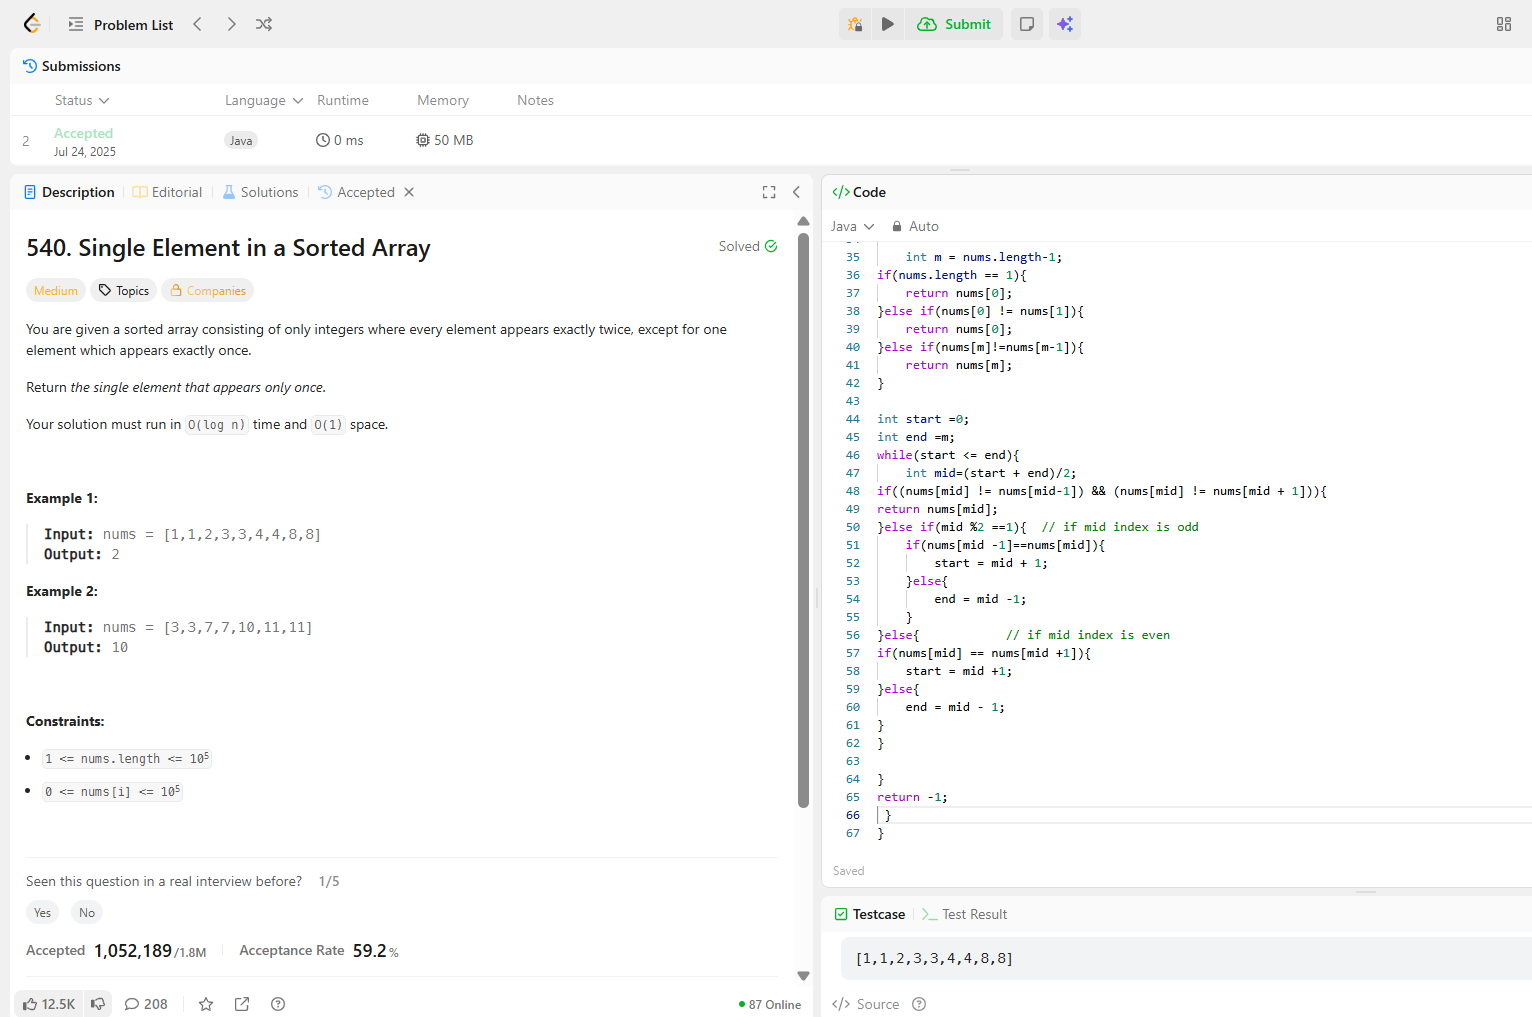 Problem List
Submit
Submissions
Status Language Runtime Memory Notes
2 Accepted Java 0 ms 50 MB
Jul 24, 2025
Description Editorial Solutions Accepted
540. Single Element in a Sorted Array
Solved
Medium Topics Companies
You are given a sorted array consisting of only integers where every element appears exactly twice, except for one
element which appears exactly once.
Return the single element that appears only once.
Your solution must run in O(log n) time and O(1) space.
Example 1:
Input: nums = [1,1,2,3,3,4,4,8,8]
Output: 2
Example 2:
Input: nums = [3,3,7,7,10,11,11]
Output: 10
Constraints:
1 <= nums.length <= 10⁵
0 <= nums[i] <= 10⁵
Seen this question in a real interview before? 1/5
Yes No
Accepted 1,052,189/1.8M Acceptance Rate 59.2%
12.5K 208
87 Online
Code
Java Auto
35 int m = nums.length-1;
36 if(nums.length == 1){
37 return nums[0];
38 }else if(nums[0] != nums[1]){
39 return nums[0];
40 }else if(nums[m]!=nums[m-1]){
41 return nums[m];
42 }
43
44 int start =0;
45 int end =m;
46 while(start <= end){
47 int mid=(start + end)/2;
48 if((nums[mid] != nums[mid-1]) && (nums[mid] != nums[mid + 1])){
49 return nums[mid];
50 }else if(mid %2 ==1){ // if mid index is odd
51 if(nums[mid -1]==nums[mid]){
52 start = mid + 1;
53 }else{
54 end = mid -1;
55 }
56 }else{ // if mid index is even
57 if(nums[mid] == nums[mid +1]){
58 start = mid +1;
59 }else{
60 end = mid - 1;
61 }
62 }
63
64 }
65 return -1;
66 }
67 }
Saved
Testcase Test Result
[1,1,2,3,3,4,4,8,8]
Source